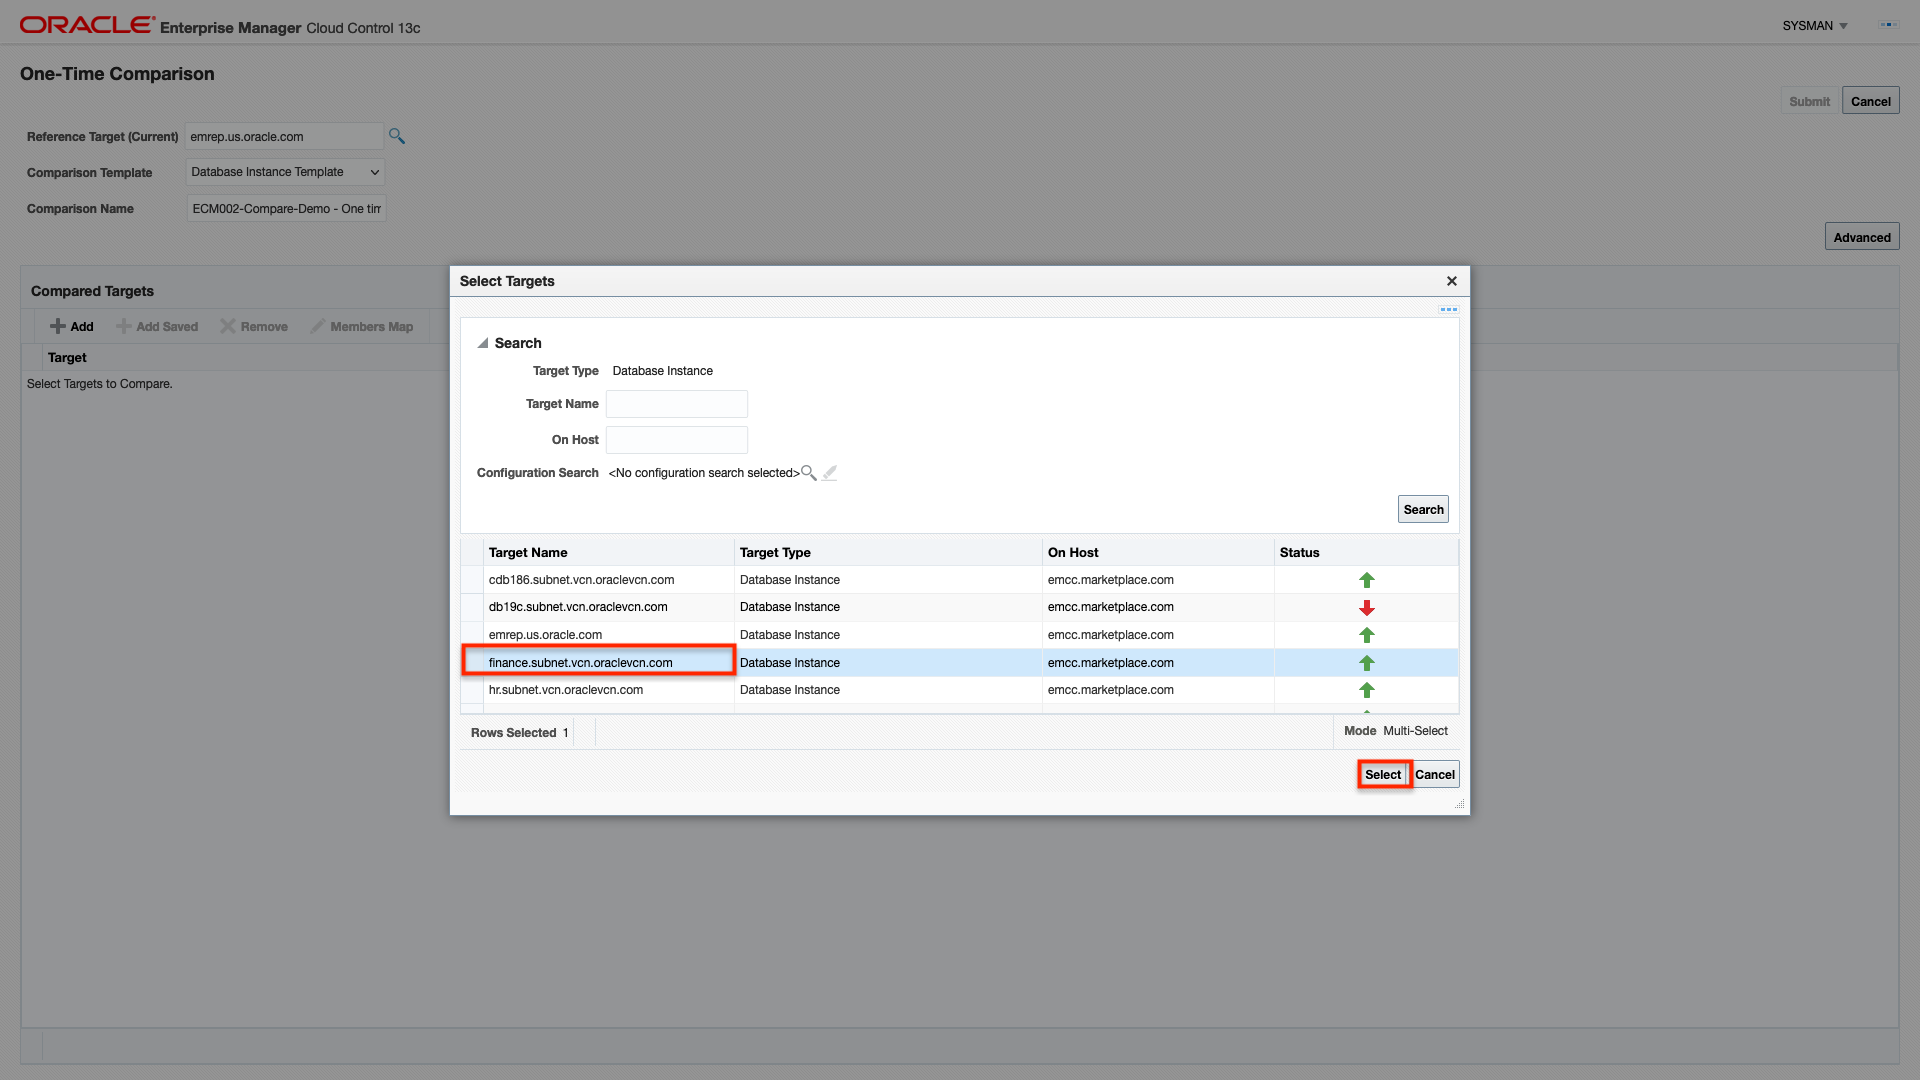 ORACLE Enterprise Manager Cloud Control 13c
SYSMAN
One-Time Comparison
Submit Cancel
Reference Target (Current) emrep.us.oracle.com
Comparison Template Database Instance Template
Comparison Name ECM002-Compare-Demo - One tim
Advanced
Compared Targets
Add Add Saved Remove Members Map
Target
Select Targets to Compare.
Select Targets
Search
Target Type Database Instance
Target Name
On Host
Configuration Search <No configuration search selected>
Search
Target Name Target Type On Host Status
cdb186.subnet.vcn.oraclevcn.com Database Instance emcc.marketplace.com
db19c.subnet.vcn.oraclevcn.com Database Instance emcc.marketplace.com
emrep.us.oracle.com Database Instance emcc.marketplace.com
finance.subnet.vcn.oraclevcn.com Database Instance emcc.marketplace.com
hr.subnet.vcn.oraclevcn.com Database Instance emcc.marketplace.com
Rows Selected 1 Mode Multi-Select
Select Cancel